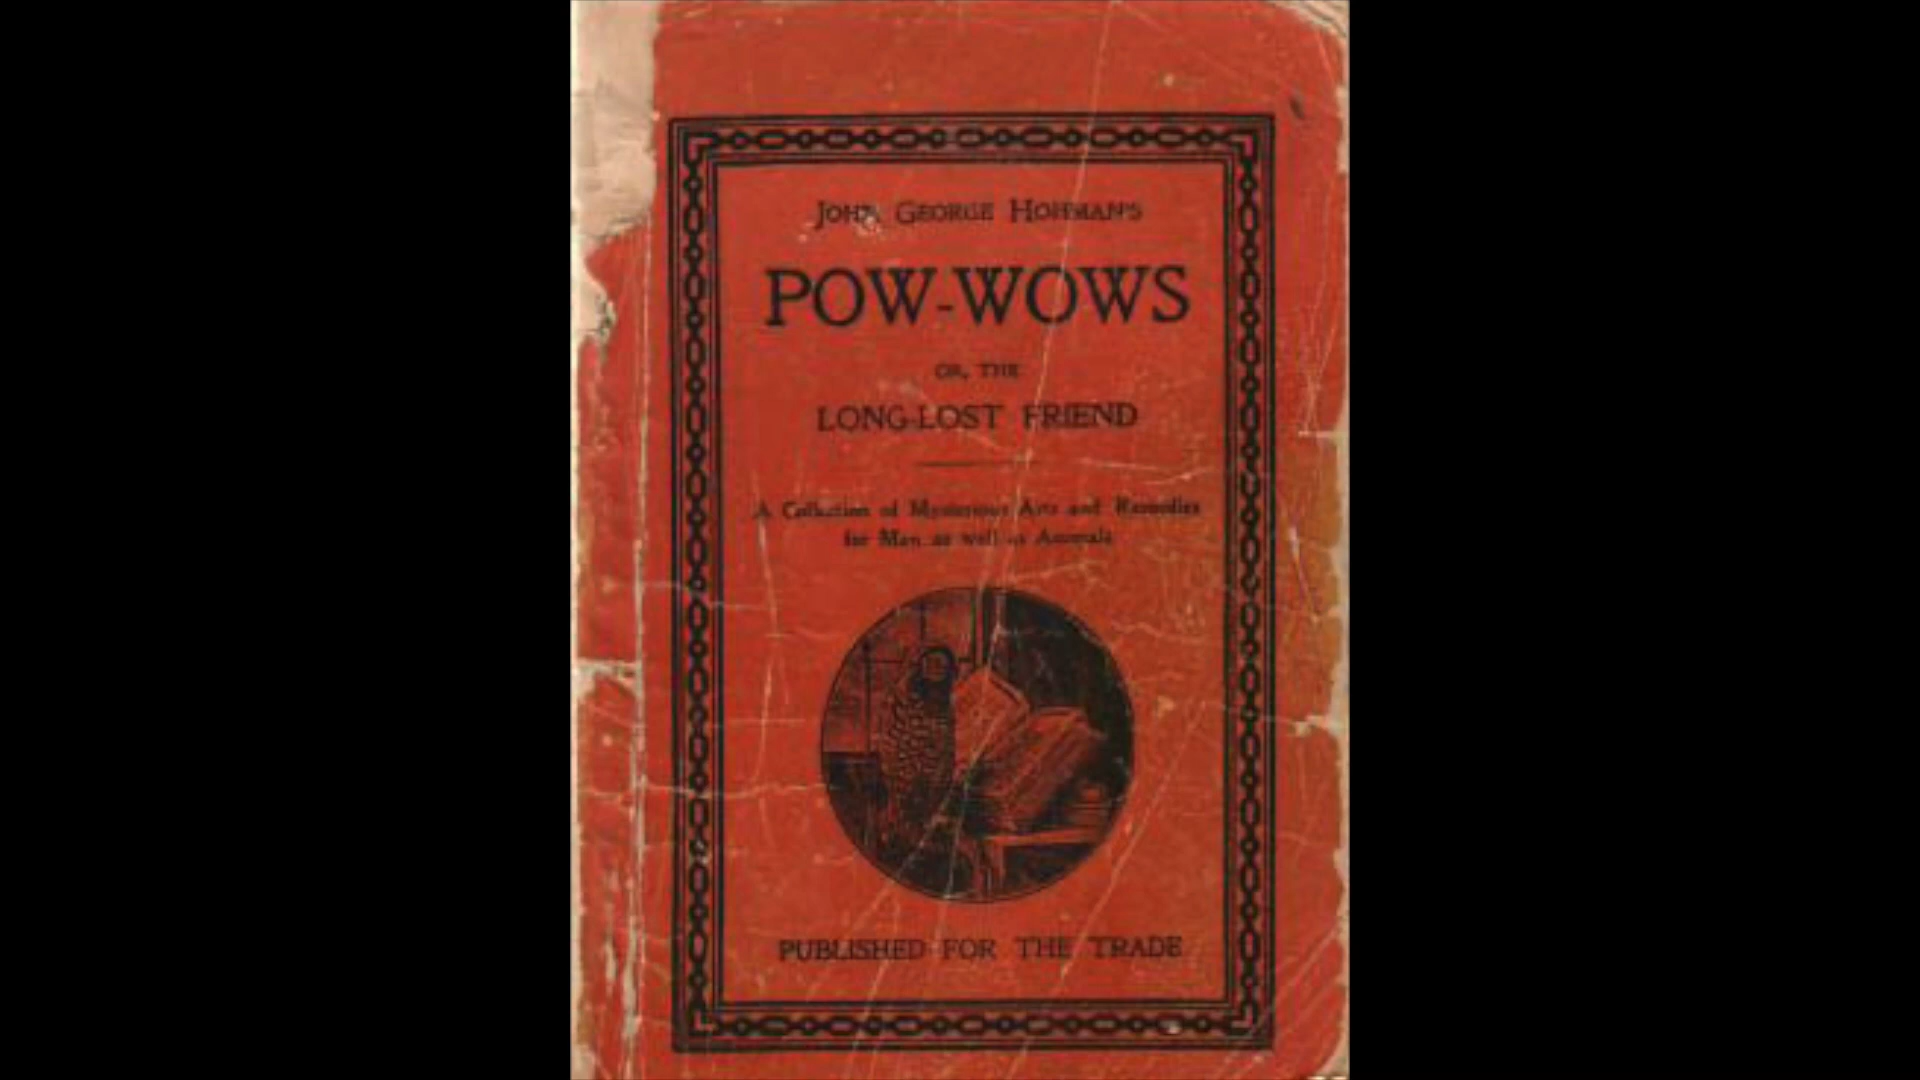 JOHN GEORGE HOHMAN'S
POW-WOWS
OR, THE
LONG-LOST FRIEND
A Collection of Mysterious Arts and Remedies
for Man as well as Animals
PUBLISHED FOR THE TRADE